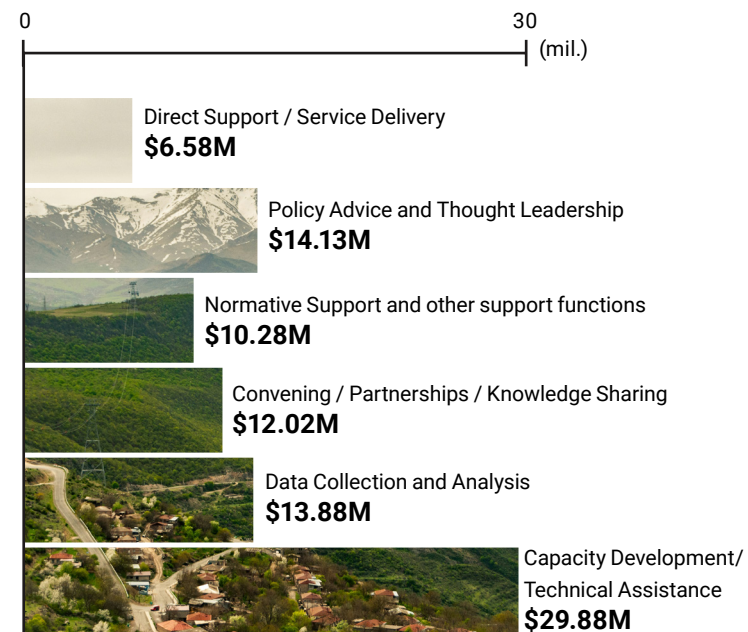 0
30
(mil.)
Direct Support / Service Delivery
$6.58M
Policy Advice and Thought Leadership
$14.13M
Normative Support and other support functions
$10.28M
Convening / Partnerships / Knowledge Sharing
$12.02M
Data Collection and Analysis
$13.88M
Capacity Development/
Technical Assistance
$29.88M